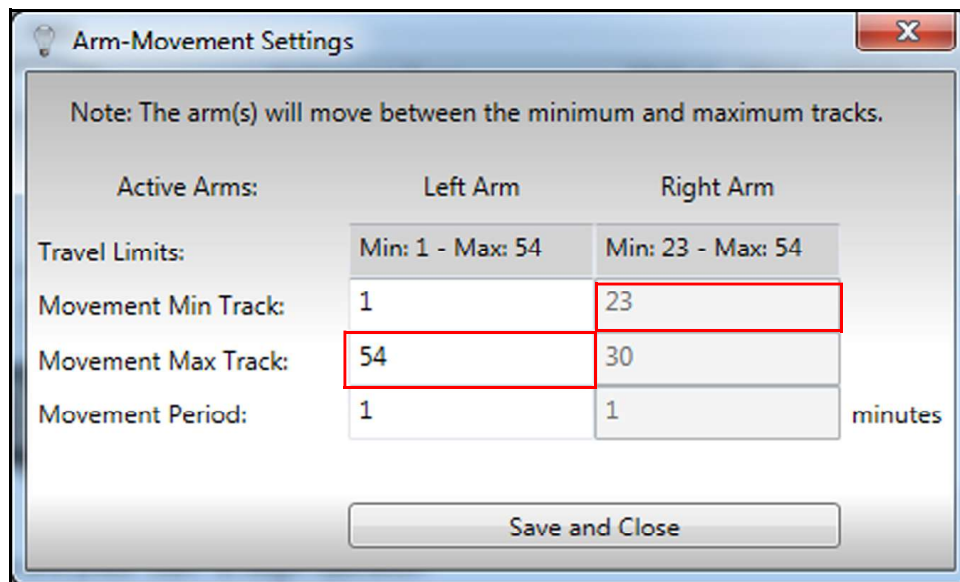 Arm-Movement Settings
Note: The arm(s) will move between the minimum and maximum tracks.
Active Arms: Left Arm Right Arm
Travel Limits: Min: 1 - Max: 54 Min: 23 - Max: 54
Movement Min Track: 1 23
Movement Max Track: 54 30
Movement Period: 1 1 minutes
Save and Close